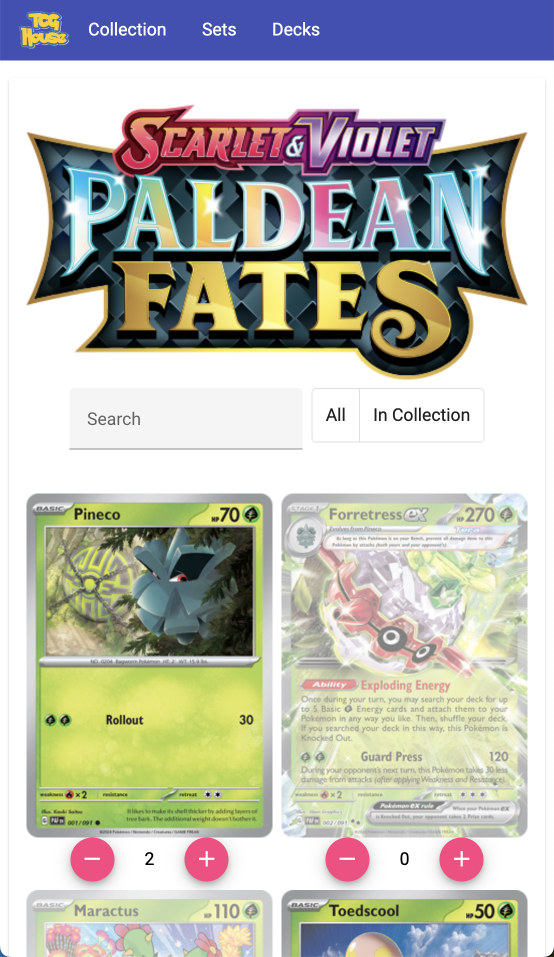 TCG House
Collection
Sets
Decks
SCARLET & VIOLET
PALDEAN
FATES
Search
All
In Collection
BASIC
Pineco
HP 70
NO. 0204 Bagworm Pokémon HT: 2' WT: 15.9 lbs.
Rollout
30
weakness x2 resistance retreat
Illus. Kouki Saitou
PAF EN 001/091
It likes to make its shell thicker by adding layers of
tree bark. The additional weight doesn't bother it.
STAGE 1
Forretress ex
HP 270
Evolves from Pineco
As long as this Pokémon is on your Bench, prevent all damage done to this
Pokémon by attacks (both yours and your opponent's).
Ability Exploding Energy
Once during your turn, you may search your deck for up
to 5 Basic Energy cards and attach them to your
Pokémon in any way you like. Then, shuffle your deck.
If you searched your deck in this way, this Pokémon is
Knocked Out.
Guard Press
120
During your opponent's next turn, this Pokémon takes 30 less
damage from attacks (after applying Weakness and Resistance).
weakness x2 resistance retreat
PAF EN 002/091
Pokémon ex rule
When your Pokémon ex
is Knocked Out, your opponent takes 2 Prize cards.
− 2 +
− 0 +
BASIC
Maractus
HP 110
BASIC
Toedscool
HP 50